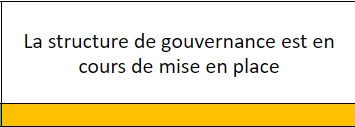 La structure de gouvernance est en
cours de mise en place